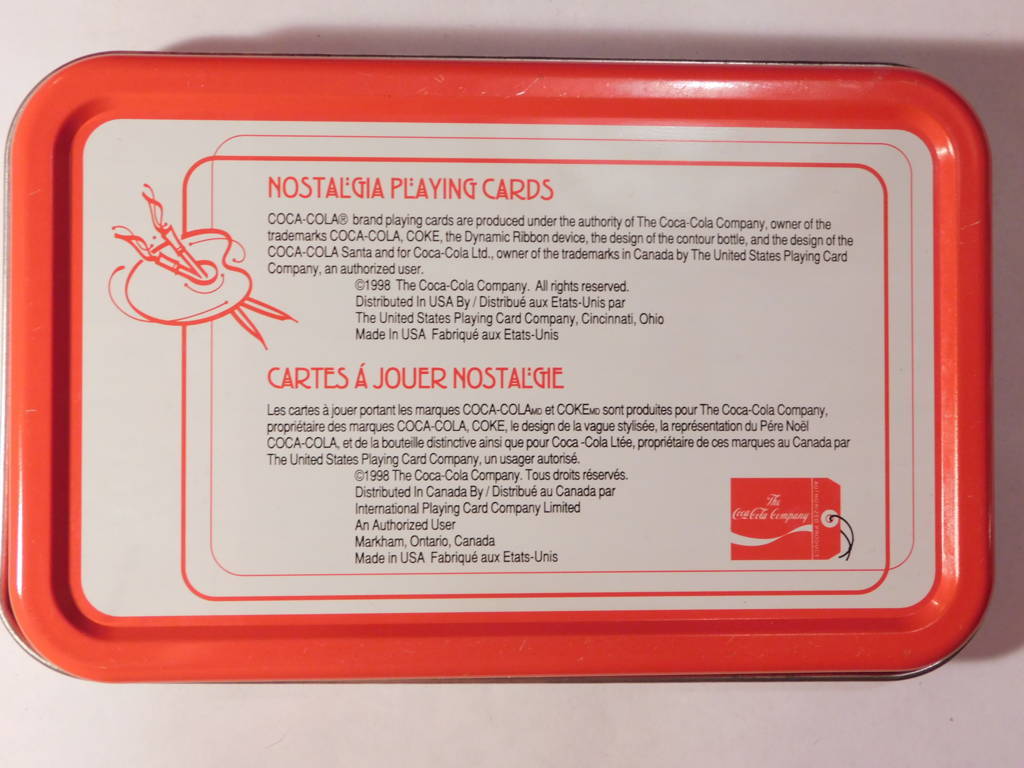 NOSTALGIA PLAYING CARDS
COCA-COLA® brand playing cards are produced under the authority of The Coca-Cola Company, owner of the
trademarks COCA-COLA, COKE, the Dynamic Ribbon device, the design of the contour bottle, and the design of the
COCA-COLA Santa and for Coca-Cola Ltd., owner of the trademarks in Canada by The United States Playing Card
Company, an authorized user.
©1998 The Coca-Cola Company. All rights reserved.
Distributed In USA By / Distribué aux Etats-Unis par
The United States Playing Card Company, Cincinnati, Ohio
Made In USA Fabriqué aux Etats-Unis
CARTES Á JOUER NOSTALGIE
Les cartes à jouer portant les marques COCA-COLAMD et COKEMD sont produites pour The Coca-Cola Company,
propriétaire des marques COCA-COLA, COKE, le design de la vague stylisée, la représentation du Père Noël
COCA-COLA, et de la bouteille distinctive ainsi que pour Coca-Cola Ltée, propriétaire de ces marques au Canada par
The United States Playing Card Company, un usager autorisé.
©1998 The Coca-Cola Company. Tous droits réservés.
Distributed In Canada By / Distribué au Canada par
International Playing Card Company Limited
An Authorized User
Markham, Ontario, Canada
Made in USA Fabriqué aux Etats-Unis
AUTHORIZED PRODUCT
The
Coca-Cola Company